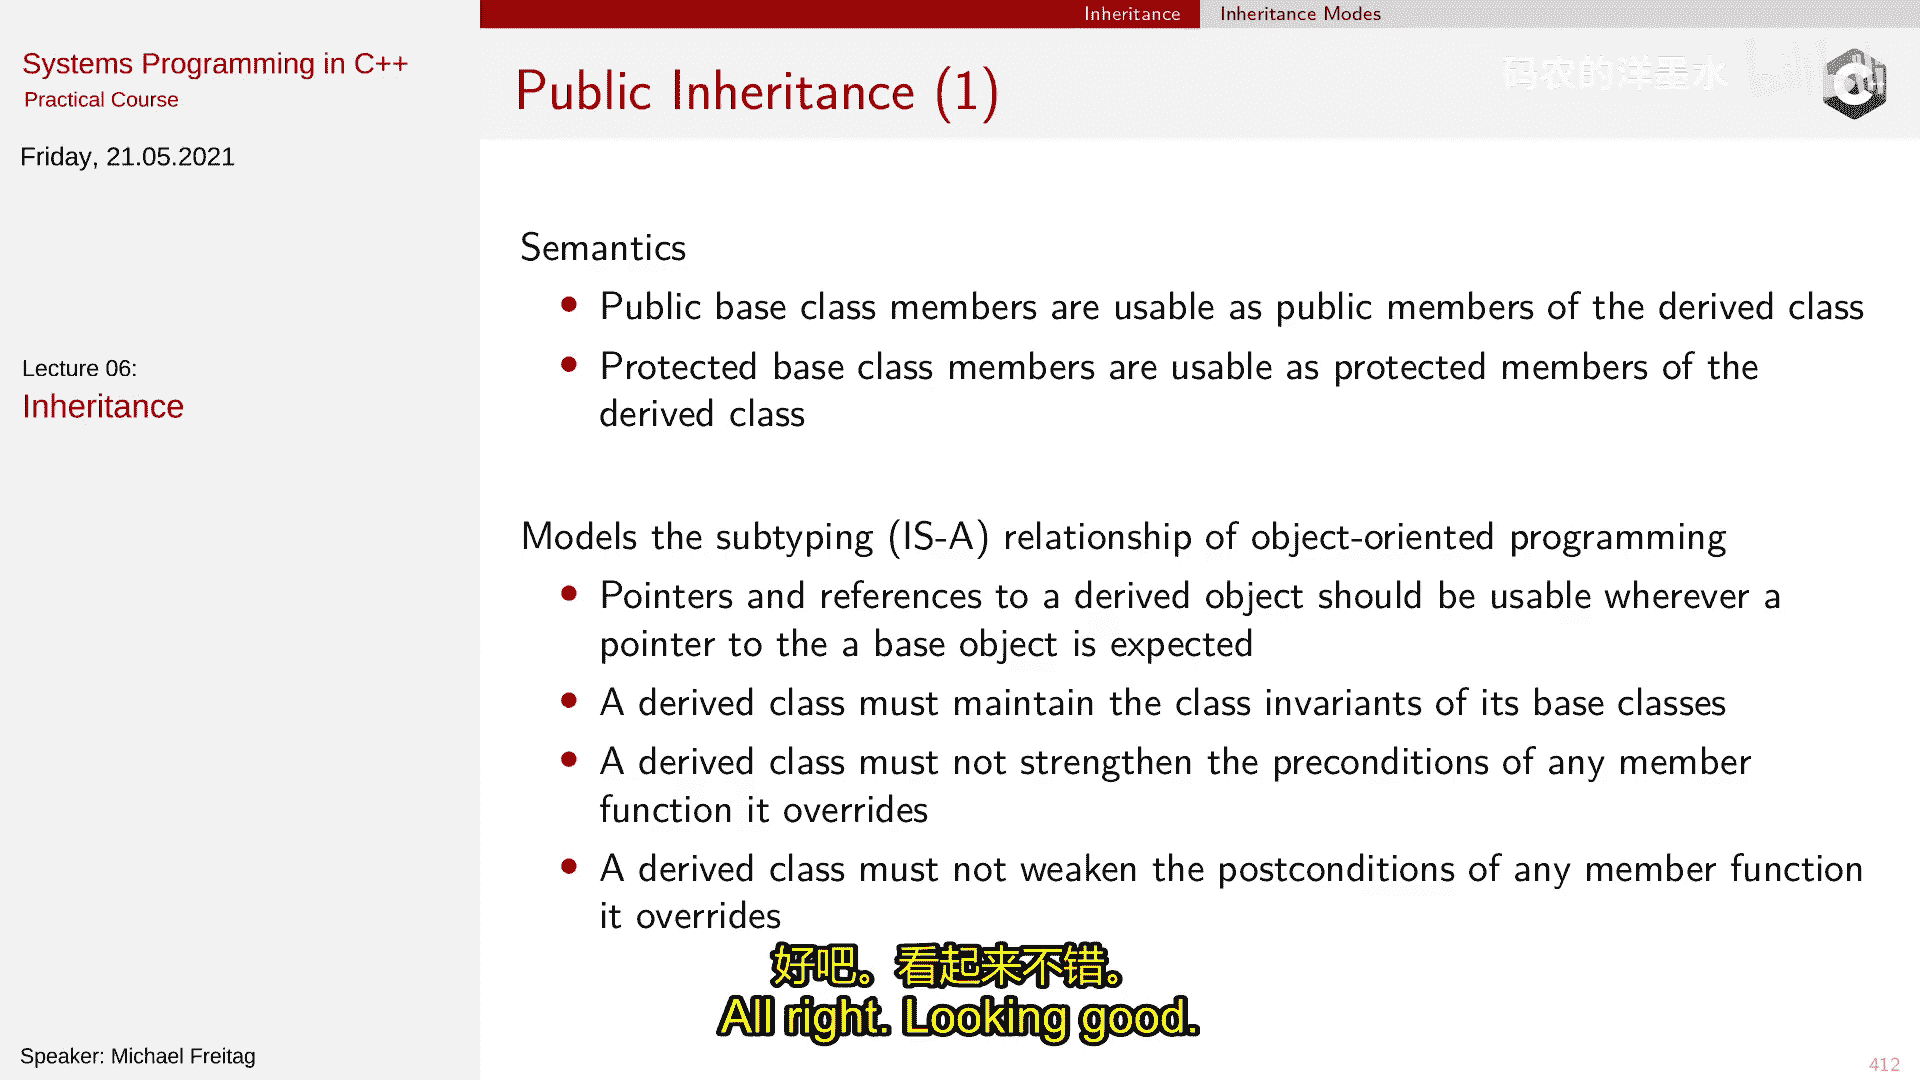 Inheritance Inheritance Modes
Systems Programming in C++
Practical Course
Friday, 21.05.2021
Lecture 06:
Inheritance
Public Inheritance (1)
码农的洋墨水
Semantics
Public base class members are usable as public members of the derived class
Protected base class members are usable as protected members of the
derived class
Models the subtyping (IS-A) relationship of object-oriented programming
Pointers and references to a derived object should be usable wherever a
pointer to the a base object is expected
A derived class must maintain the class invariants of its base classes
A derived class must not strengthen the preconditions of any member
function it overrides
A derived class must not weaken the postconditions of any member function
it overrides
好吧。看起来不错。
All right. Looking good.
Speaker: Michael Freitag
412